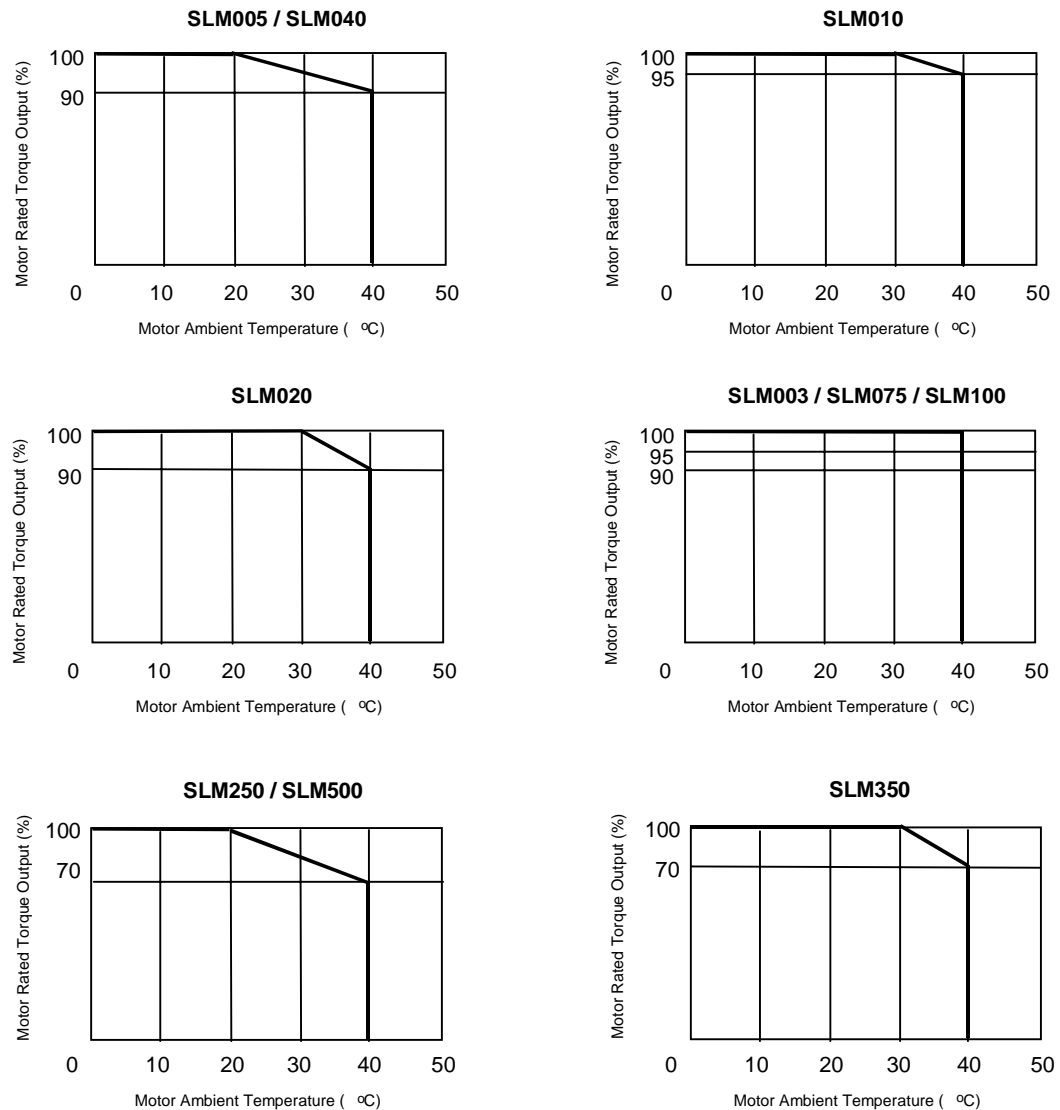 SLM005 / SLM040
Motor Rated Torque Output (%)
100
90
0 10 20 30 40 50
Motor Ambient Temperature ( ºC)
SLM010
Motor Rated Torque Output (%)
100
95
0 10 20 30 40 50
Motor Ambient Temperature ( ºC)
SLM020
Motor Rated Torque Output (%)
100
90
0 10 20 30 40 50
Motor Ambient Temperature ( ºC)
SLM003 / SLM075 / SLM100
Motor Rated Torque Output (%)
100
95
90
0 10 20 30 40 50
Motor Ambient Temperature ( ºC)
SLM250 / SLM500
Motor Rated Torque Output (%)
100
70
0 10 20 30 40 50
Motor Ambient Temperature ( ºC)
SLM350
Motor Rated Torque Output (%)
100
70
0 10 20 30 40 50
Motor Ambient Temperature ( ºC)